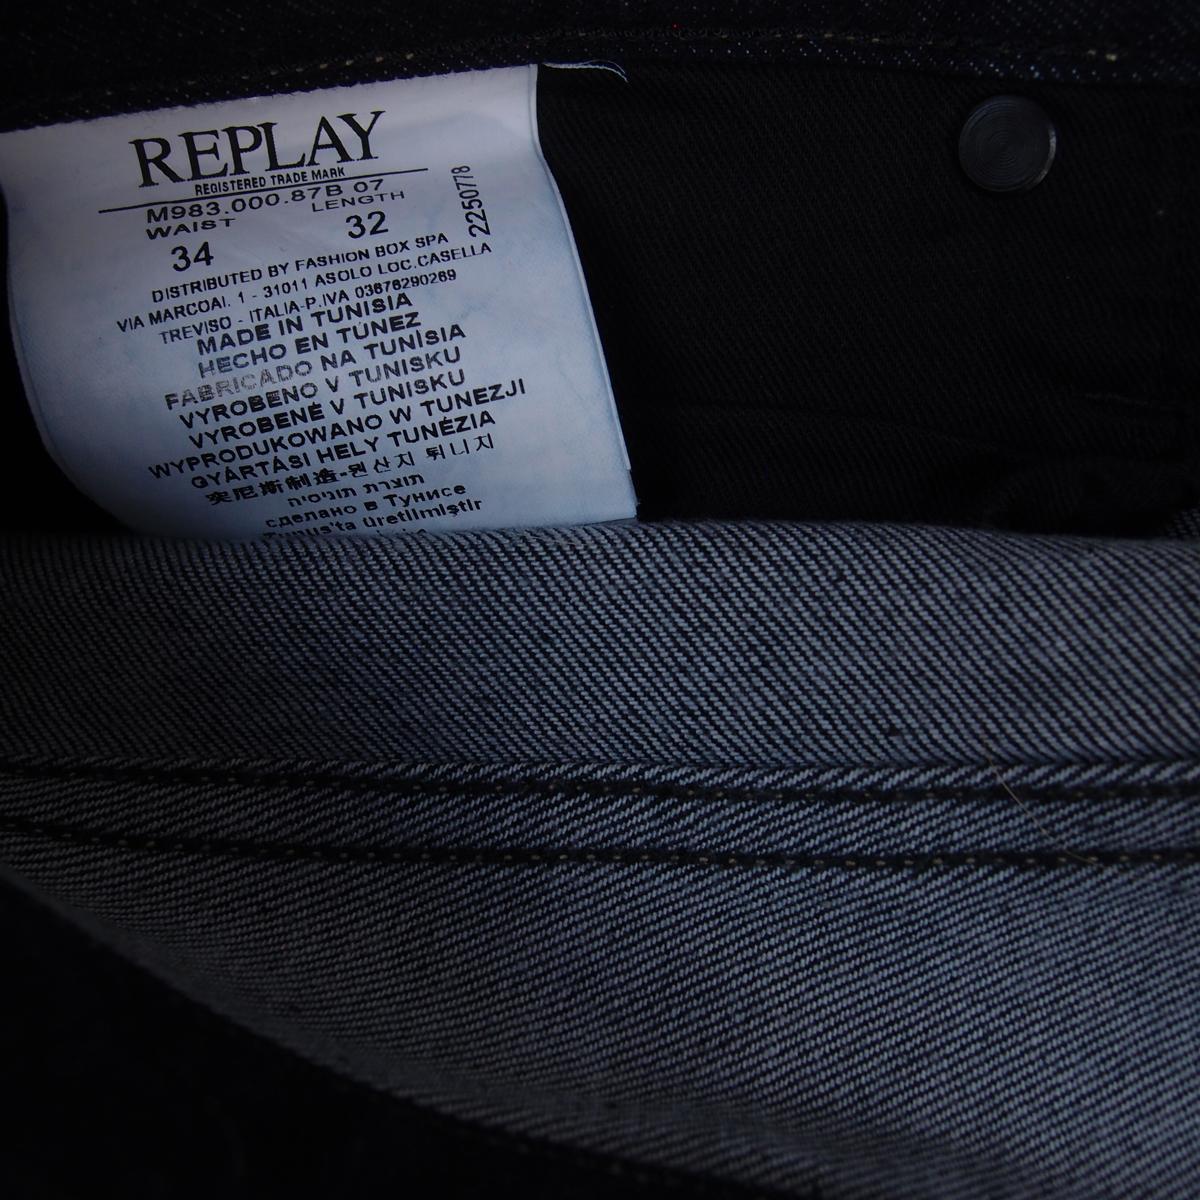 REPLAY
REGISTERED TRADE MARK
M983.000.87B 07
WAIST LENGTH
34 32
2250778
DISTRIBUTED BY FASHION BOX SPA
VIA MARCOAI. 1 - 31011 ASOLO LOC.CASELLA
TREVISO - ITALIA-P.IVA 03676290269
MADE IN TUNISIA
HECHO EN TÚNEZ
FABRICADO NA TUNÍSIA
VYROBENO V TUNISKU
VYROBENÉ V TUNISKU
WYPRODUKOWANO W TUNEZJI
GYÁRTÁSI HELY TUNÉZIA
突尼斯制造-원산지 튀니지
תוצרת תוניסיה
сделано в Тунисе
Tunus'ta üretilmiştir